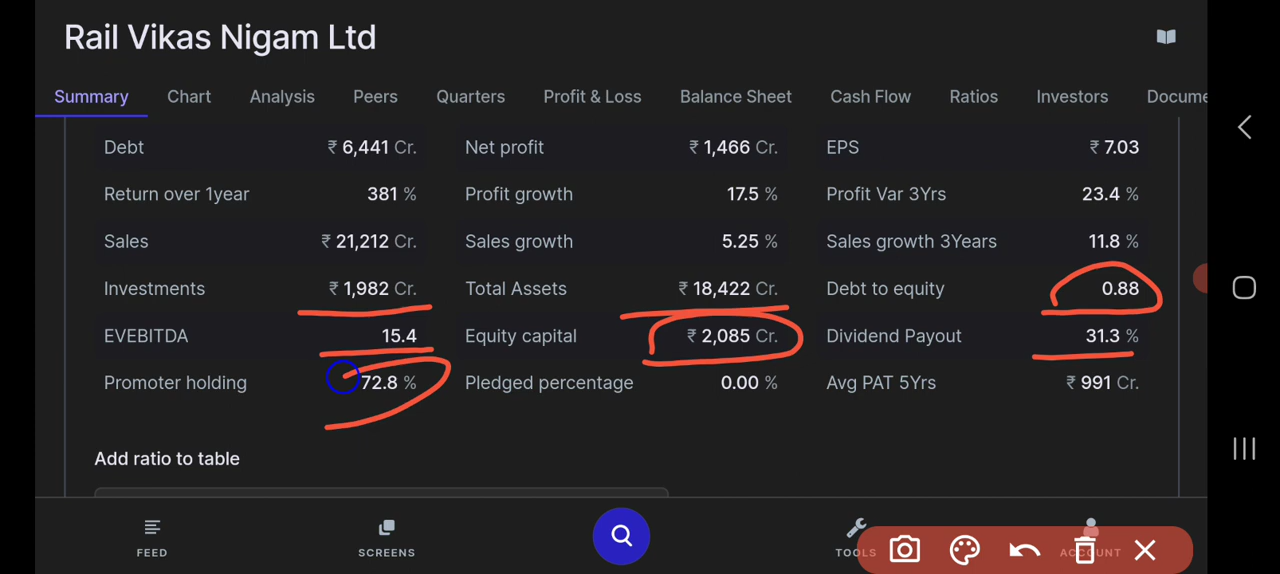 Rail Vikas Nigam Ltd
Summary Chart Analysis Peers Quarters Profit & Loss Balance Sheet Cash Flow Ratios Investors Docume
Debt ₹ 6,441 Cr. Net profit ₹ 1,466 Cr. EPS ₹ 7.03
Return over 1year 381 % Profit growth 17.5 % Profit Var 3Yrs 23.4 %
Sales ₹ 21,212 Cr. Sales growth 5.25 % Sales growth 3Years 11.8 %
Investments ₹ 1,982 Cr. Total Assets ₹ 18,422 Cr. Debt to equity 0.88
EVEBITDA 15.4 Equity capital ₹ 2,085 Cr. Dividend Payout 31.3 %
Promoter holding 72.8 % Pledged percentage 0.00 % Avg PAT 5Yrs ₹ 991 Cr.
Add ratio to table
FEED SCREENS TOOLS ACCOUNT